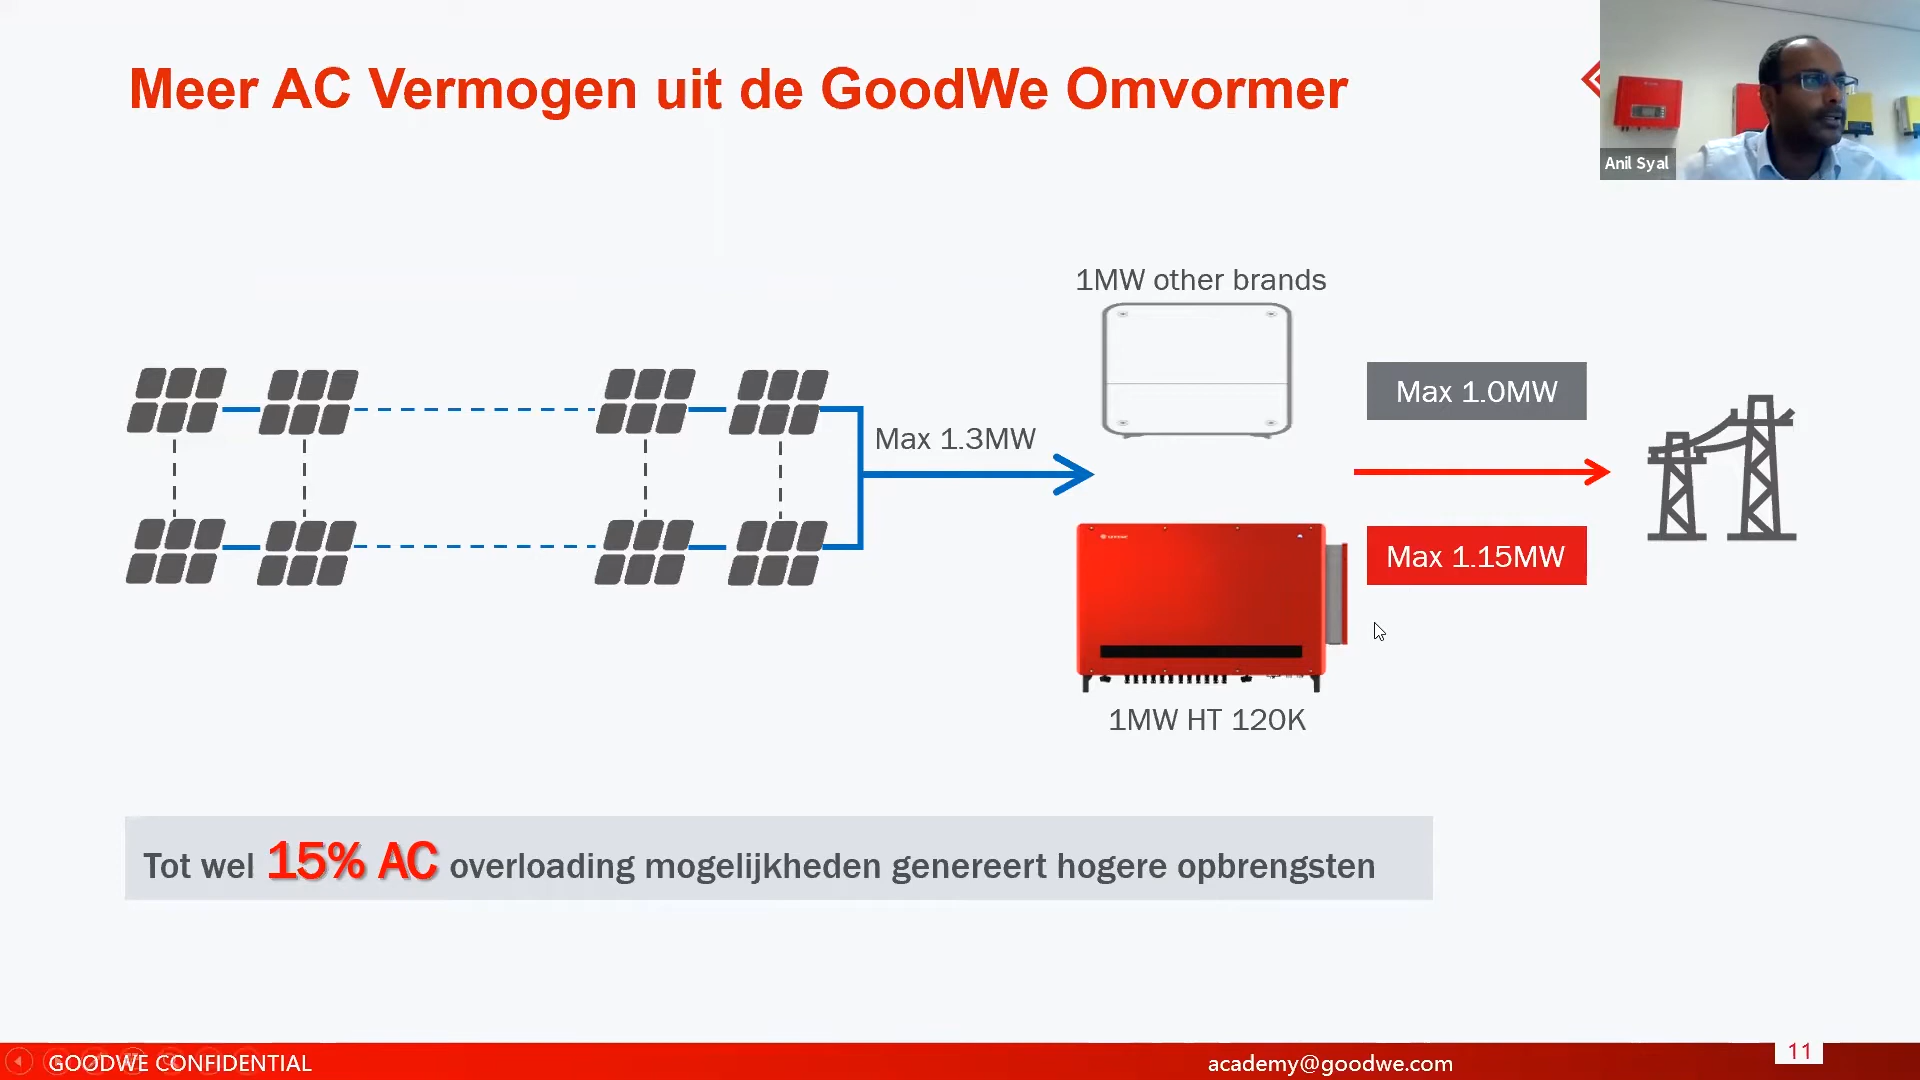 Meer AC Vermogen uit de GoodWe Omvormer
Anil Syal
1MW other brands
Max 1.0MW
Max 1.3MW
Max 1.15MW
1MW HT 120K
Tot wel 15% AC overloading mogelijkheden genereert hogere opbrengsten
GOODWE CONFIDENTIAL
academy@goodwe.com
11